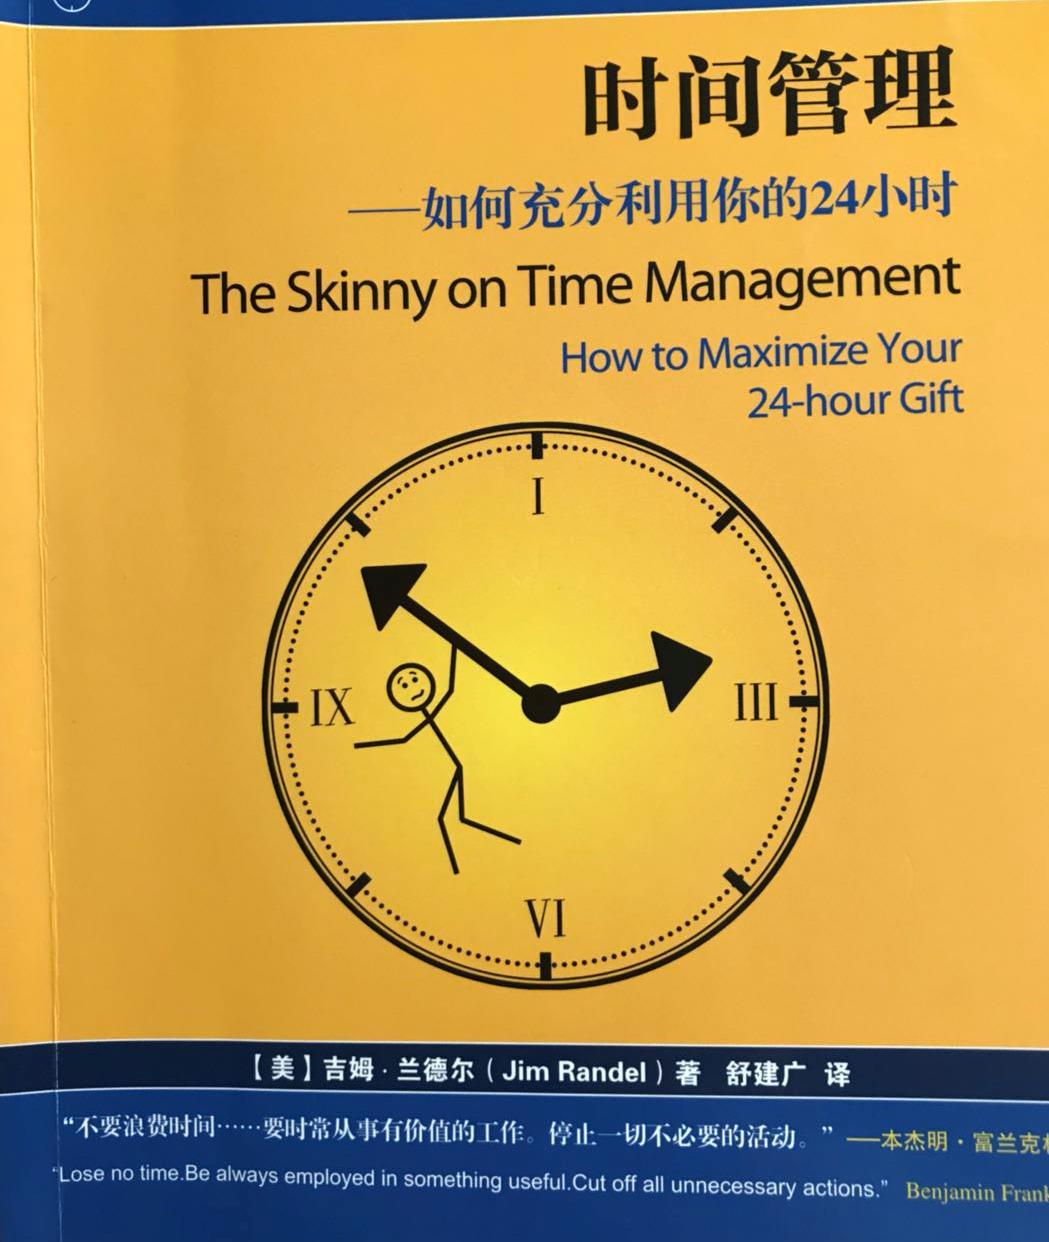 时间管理
——如何充分利用你的24小时
The Skinny on Time Management
How to Maximize Your
24-hour Gift
I
IX
III
VI
【美】吉姆·兰德尔（Jim Randel）著 舒建广 译
“不要浪费时间……要时常从事有价值的工作。停止一切不必要的活动。” ——本杰明·富兰克
“Lose no time.Be always employed in something useful.Cut off all unnecessary actions.” Benjamin Frank